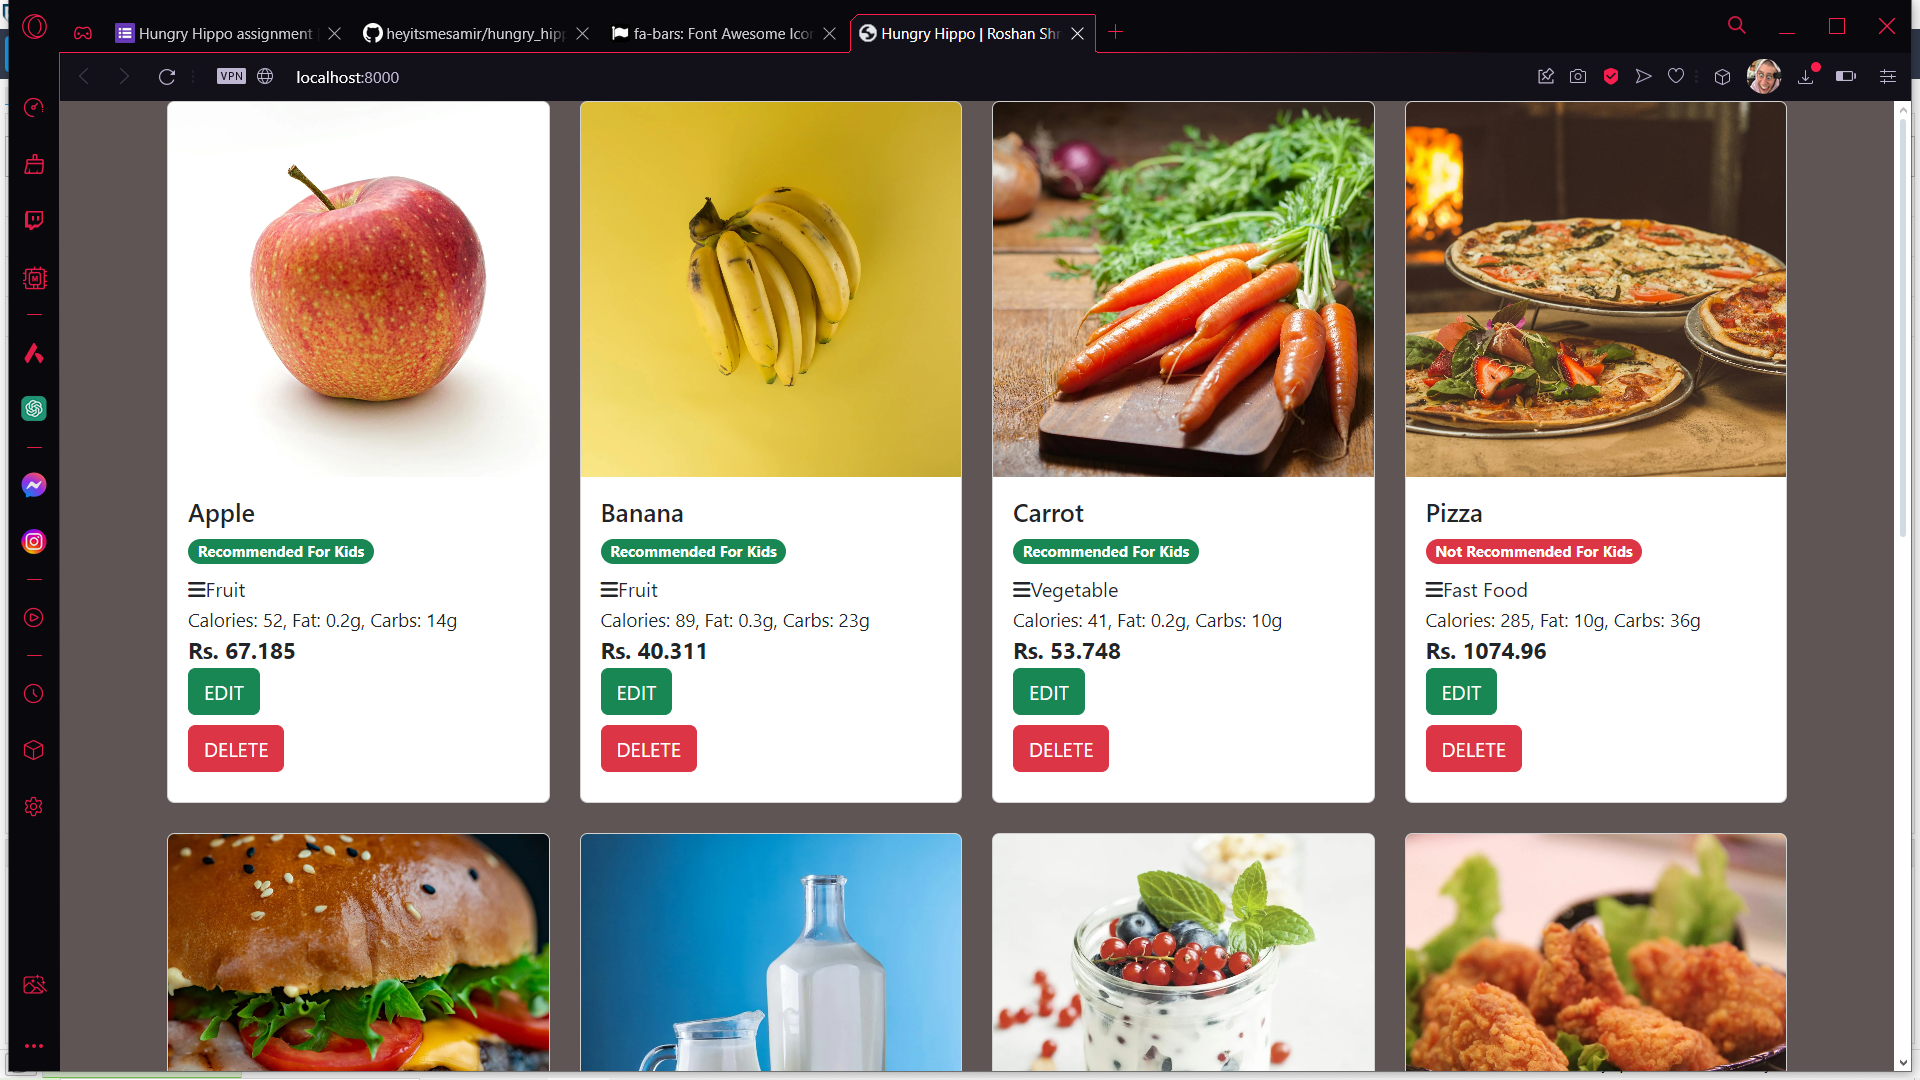 Hungry Hippo assignment
heyitsmesamir/hungry_hipp
fa-bars: Font Awesome Ico
Hungry Hippo | Roshan Shr
VPN
localhost:8000
Apple
Recommended For Kids
Fruit
Calories: 52, Fat: 0.2g, Carbs: 14g
Rs. 67.185
EDIT
DELETE
Banana
Recommended For Kids
Fruit
Calories: 89, Fat: 0.3g, Carbs: 23g
Rs. 40.311
EDIT
DELETE
Carrot
Recommended For Kids
Vegetable
Calories: 41, Fat: 0.2g, Carbs: 10g
Rs. 53.748
EDIT
DELETE
Pizza
Not Recommended For Kids
Fast Food
Calories: 285, Fat: 10g, Carbs: 36g
Rs. 1074.96
EDIT
DELETE